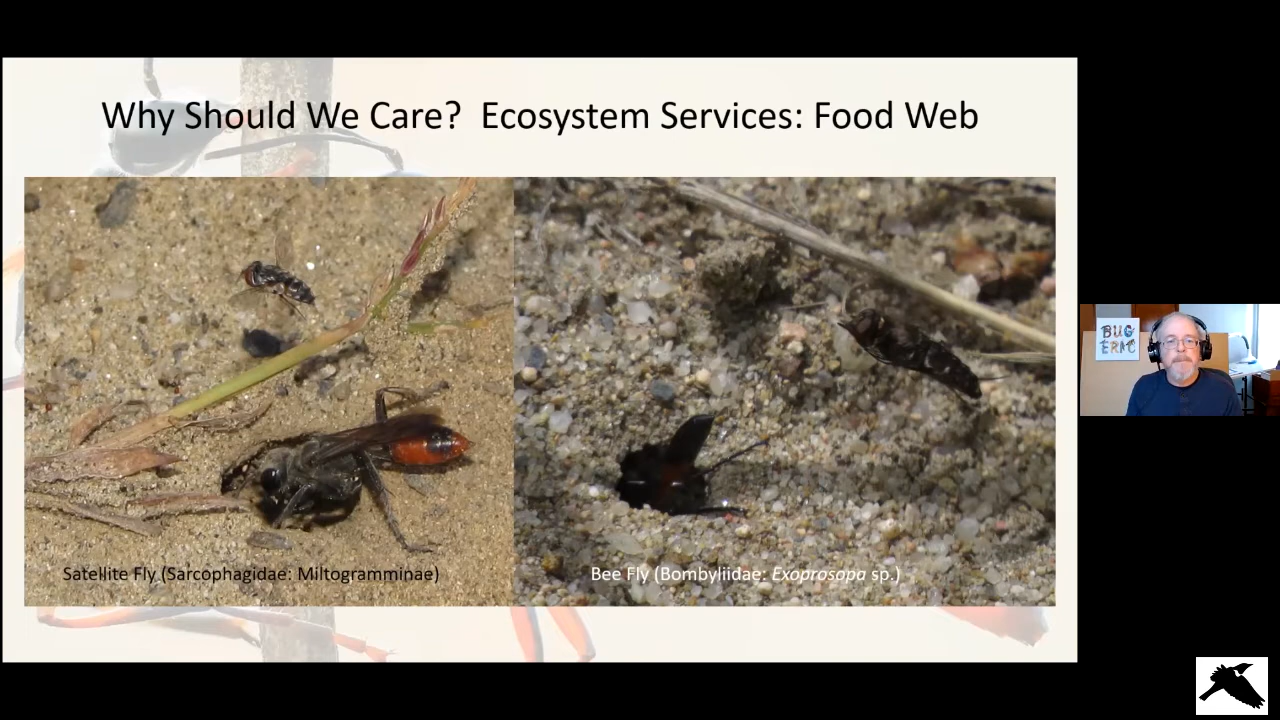 Why Should We Care?  Ecosystem Services: Food Web
Satellite Fly (Sarcophagidae: Miltogramminae)
Bee Fly (Bombyliidae: Exoprosopa sp.)
BUG
ERIC